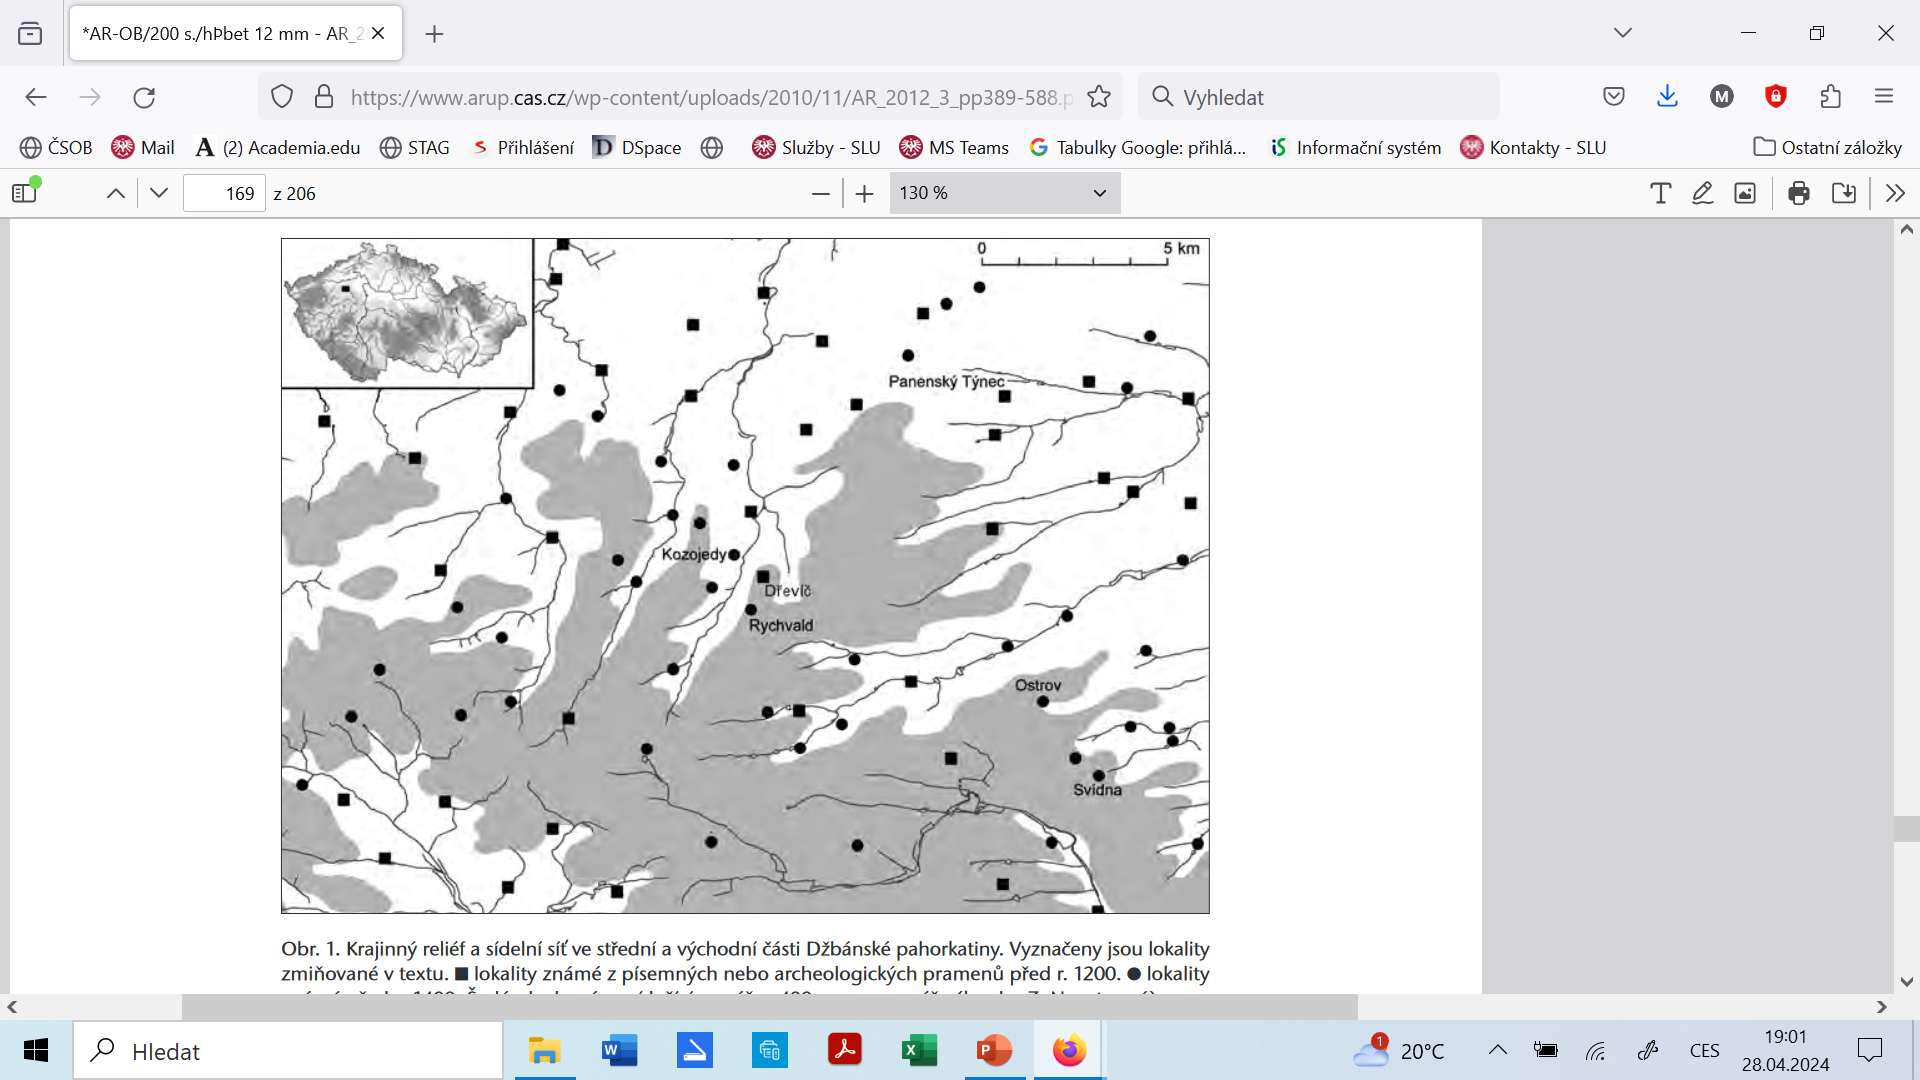 *AR-OB/200 s./hÞbet 12 mm - AR_2
https://www.arup.cas.cz/wp-content/uploads/2010/11/AR_2012_3_pp389-588.p
Vyhledat
M
ČSOB
Mail
(2) Academia.edu
STAG
Přihlášení
DSpace
Služby - SLU
MS Teams
Tabulky Google: přihlá...
Informační systém
Kontakty - SLU
Ostatní záložky
169 z 206
130 %
0 5 km
Panenský Týnec
Kozojedy
Dřevíč
Rychvald
Ostrov
Svídna
Obr. 1. Krajinný reliéf a sídelní síť ve střední a východní části Džbánské pahorkatiny. Vyznačeny jsou lokality
zmiňované v textu. ■ lokality známé z písemných nebo archeologických pramenů před r. 1200. ● lokality
Hledat
1
20°C
CES
19:01
28.04.2024